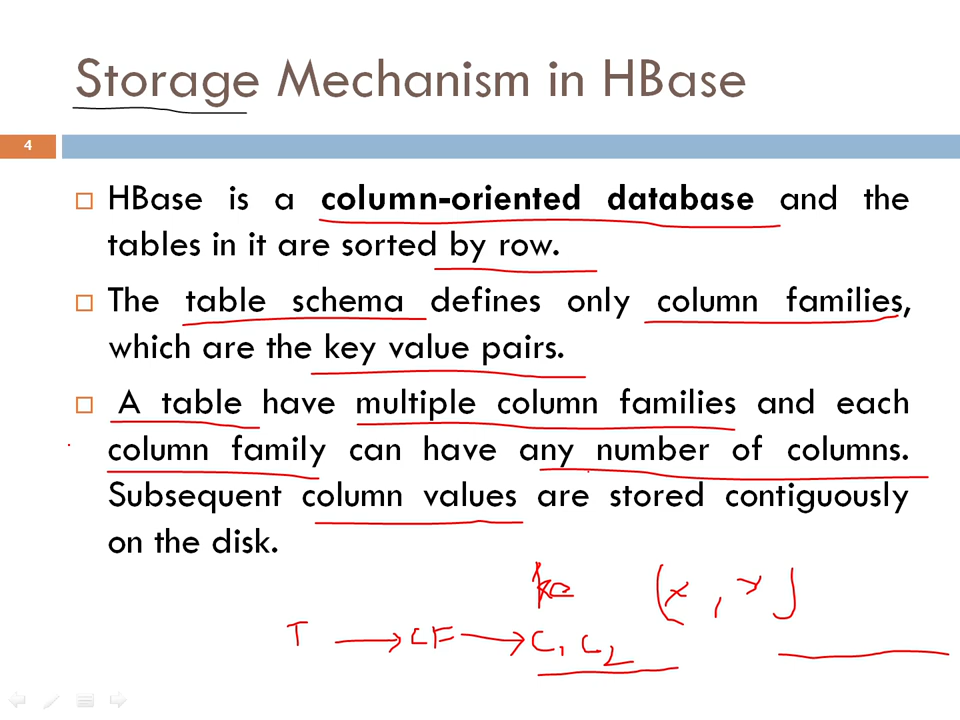 Storage Mechanism in HBase
4
HBase is a column-oriented database and the
tables in it are sorted by row.
The table schema defines only column families,
which are the key value pairs.
A table have multiple column families and each
column family can have any number of columns.
Subsequent column values are stored contiguously
on the disk.
T → CF → C1 C2